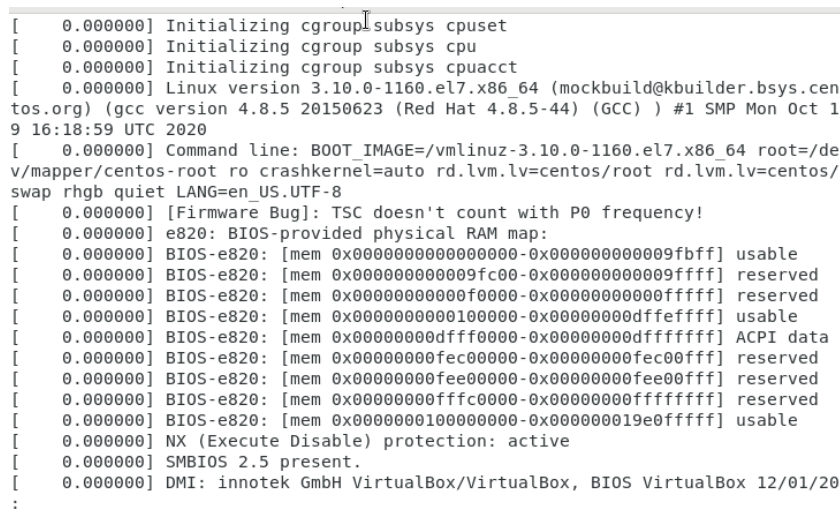 [    0.000000] Initializing cgroup subsys cpuset
[    0.000000] Initializing cgroup subsys cpu
[    0.000000] Initializing cgroup subsys cpuacct
[    0.000000] Linux version 3.10.0-1160.el7.x86_64 (mockbuild@kbuilder.bsys.cen
tos.org) (gcc version 4.8.5 20150623 (Red Hat 4.8.5-44) (GCC) ) #1 SMP Mon Oct 1
9 16:18:59 UTC 2020
[    0.000000] Command line: BOOT_IMAGE=/vmlinuz-3.10.0-1160.el7.x86_64 root=/de
v/mapper/centos-root ro crashkernel=auto rd.lvm.lv=centos/root rd.lvm.lv=centos/
swap rhgb quiet LANG=en_US.UTF-8
[    0.000000] [Firmware Bug]: TSC doesn't count with P0 frequency!
[    0.000000] e820: BIOS-provided physical RAM map:
[    0.000000] BIOS-e820: [mem 0x0000000000000000-0x000000000009fbff] usable
[    0.000000] BIOS-e820: [mem 0x000000000009fc00-0x000000000009ffff] reserved
[    0.000000] BIOS-e820: [mem 0x00000000000f0000-0x00000000000fffff] reserved
[    0.000000] BIOS-e820: [mem 0x0000000000100000-0x00000000dffeffff] usable
[    0.000000] BIOS-e820: [mem 0x00000000dfff0000-0x00000000dfffffff] ACPI data
[    0.000000] BIOS-e820: [mem 0x00000000fec00000-0x00000000fec00fff] reserved
[    0.000000] BIOS-e820: [mem 0x00000000fee00000-0x00000000fee00fff] reserved
[    0.000000] BIOS-e820: [mem 0x00000000fffc0000-0x00000000ffffffff] reserved
[    0.000000] BIOS-e820: [mem 0x0000000100000000-0x000000019e0fffff] usable
[    0.000000] NX (Execute Disable) protection: active
[    0.000000] SMBIOS 2.5 present.
[    0.000000] DMI: innotek GmbH VirtualBox/VirtualBox, BIOS VirtualBox 12/01/20
: